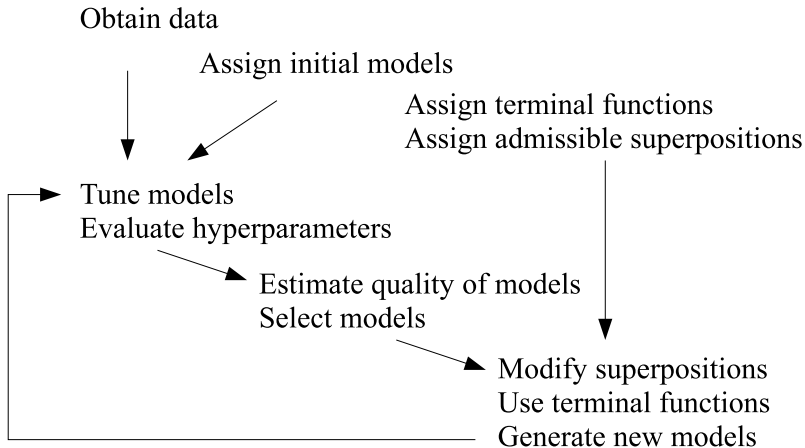 Obtain data
Assign initial models
Assign terminal functions
Assign admissible superpositions
Tune models
Evaluate hyperparameters
Estimate quality of models
Select models
Modify superpositions
Use terminal functions
Generate new models